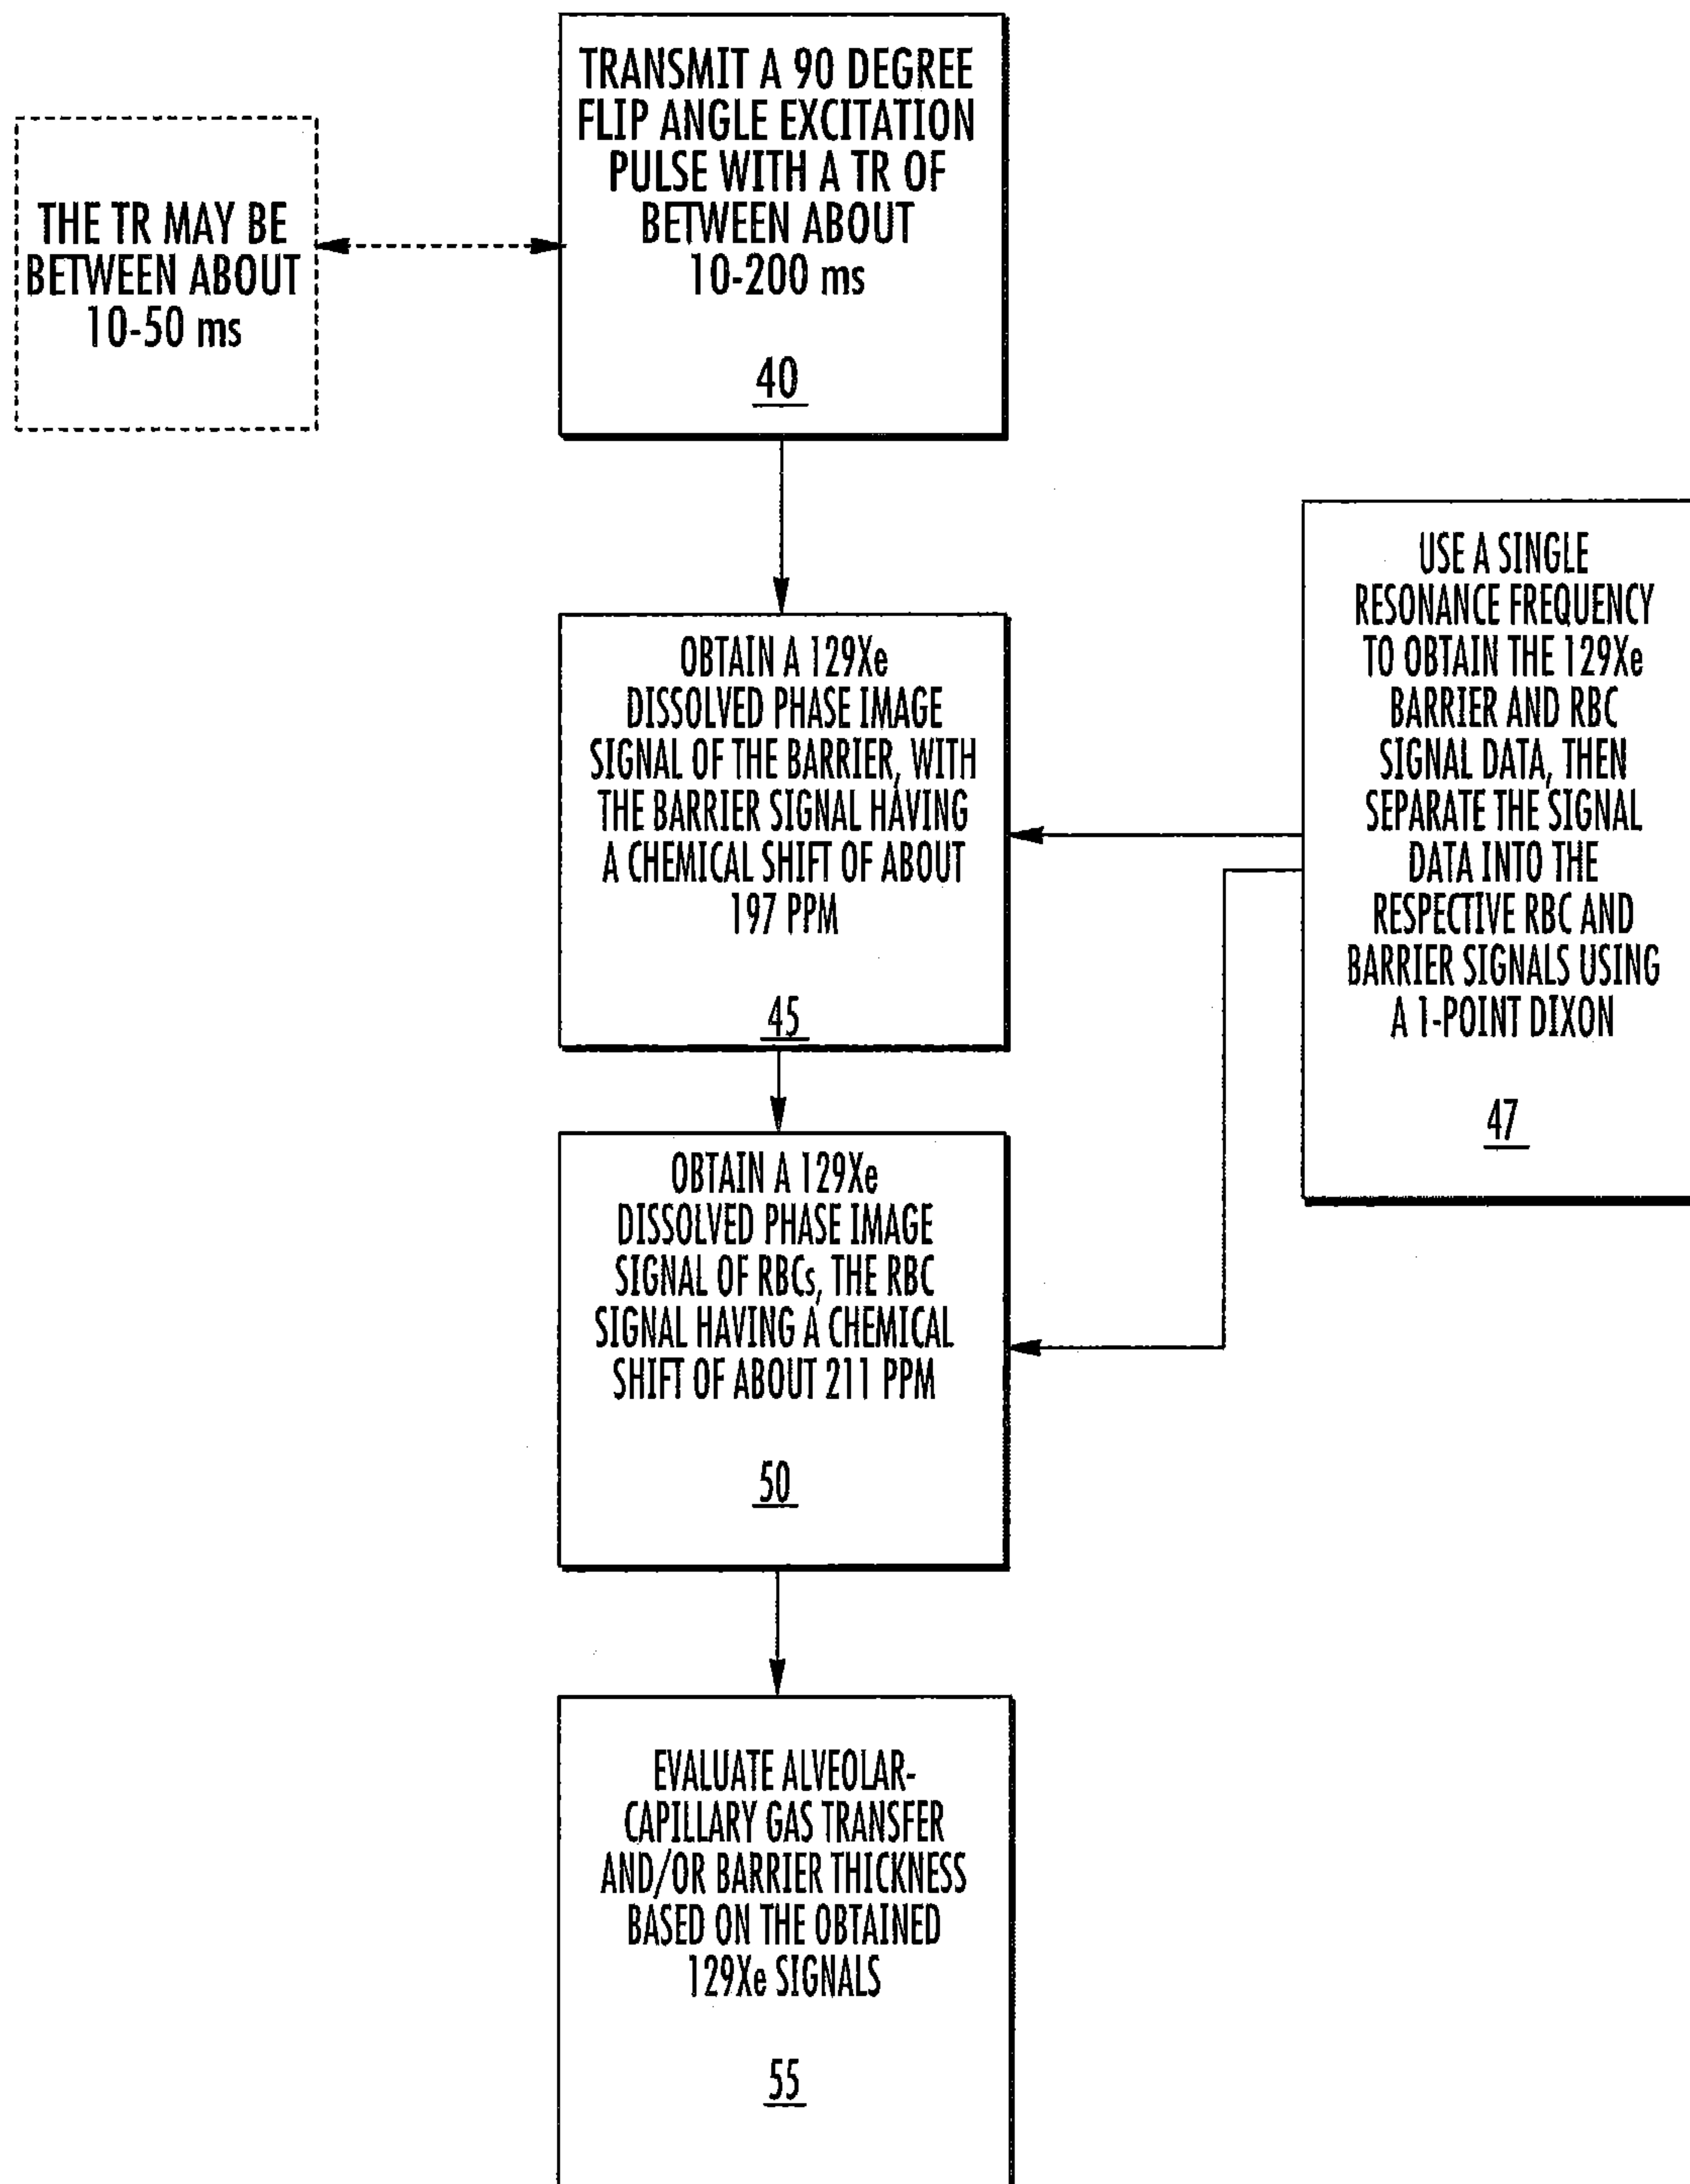 TRANSMIT A 90 DEGREE
FLIP ANGLE EXCITATION
PULSE WITH A TR OF
BETWEEN ABOUT
10-200 ms
40
THE TR MAY BE
BETWEEN ABOUT
10-50 ms
OBTAIN A 129Xe
DISSOLVED PHASE IMAGE
SIGNAL OF THE BARRIER, WITH
THE BARRIER SIGNAL HAVING
A CHEMICAL SHIFT OF ABOUT
197 PPM
45
USE A SINGLE
RESONANCE FREQUENCY
TO OBTAIN THE 129Xe
BARRIER AND RBC
SIGNAL DATA, THEN
SEPARATE THE SIGNAL
DATA INTO THE
RESPECTIVE RBC AND
BARRIER SIGNALS USING
A 1-POINT DIXON
47
OBTAIN A 129Xe
DISSOLVED PHASE IMAGE
SIGNAL OF RBCs, THE RBC
SIGNAL HAVING A CHEMICAL
SHIFT OF ABOUT 211 PPM
50
EVALUATE ALVEOLAR-
CAPILLARY GAS TRANSFER
AND/OR BARRIER THICKNESS
BASED ON THE OBTAINED
129Xe SIGNALS
55